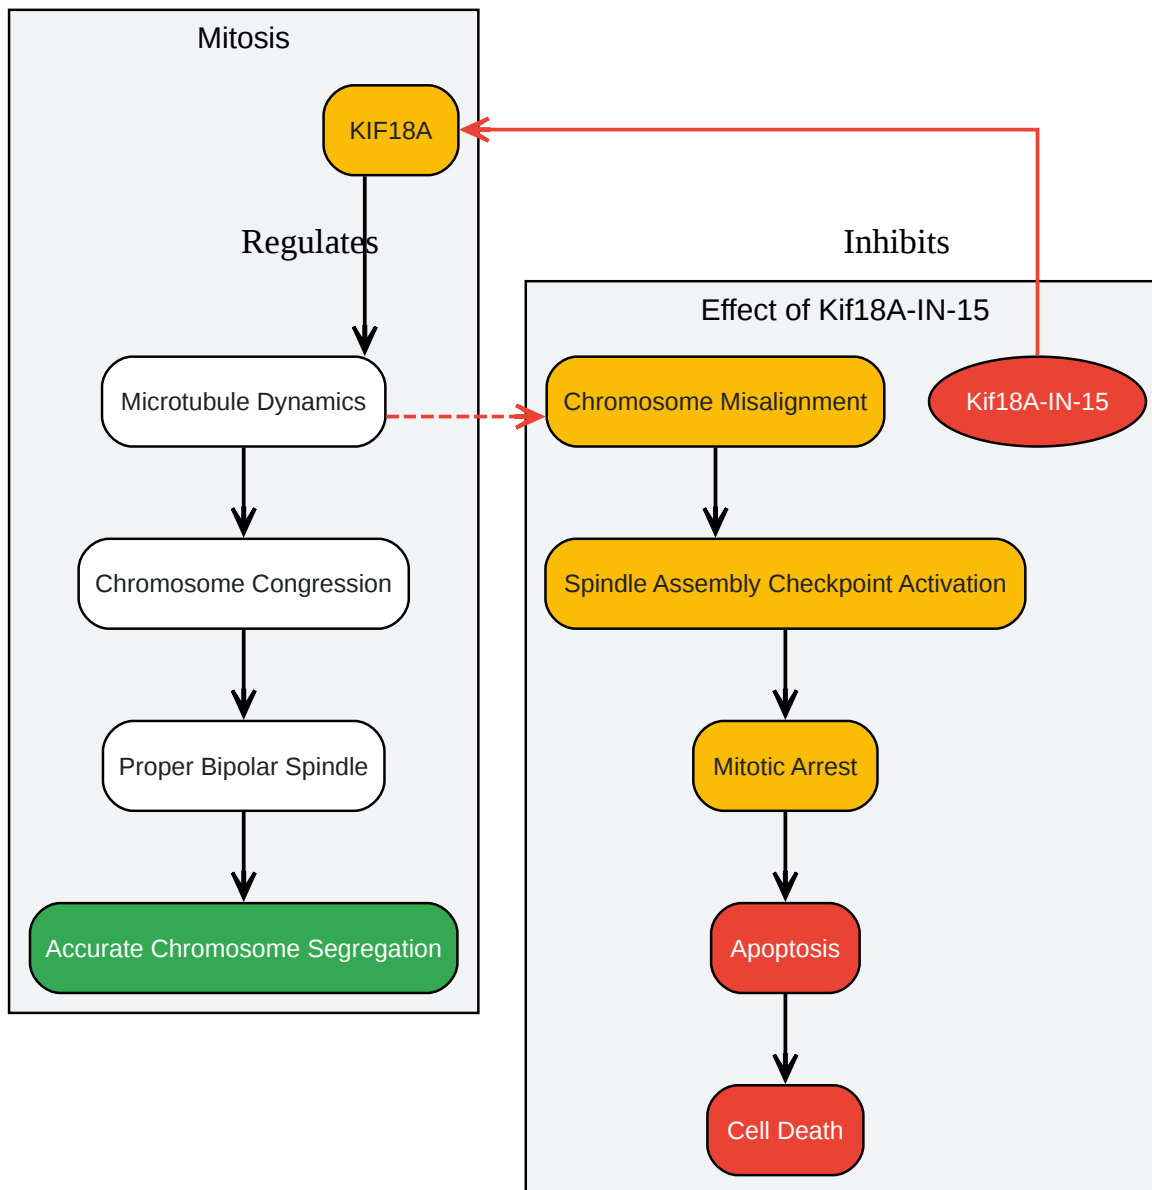 Mitosis
KIF18A
Regulates
Inhibits
Effect of Kif18A-IN-15
Microtubule Dynamics
Chromosome Misalignment
Kif18A-IN-15
Chromosome Congression
Spindle Assembly Checkpoint Activation
Proper Bipolar Spindle
Mitotic Arrest
Accurate Chromosome Segregation
Apoptosis
Cell Death